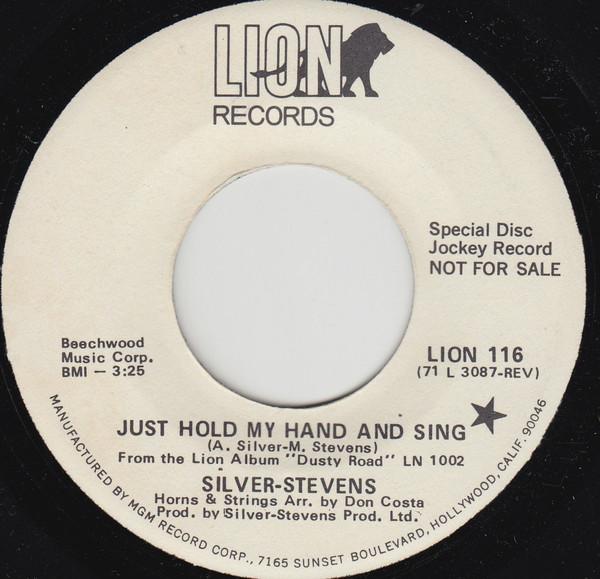 LION
RECORDS
Special Disc
Jockey Record
NOT FOR SALE
Beechwood
Music Corp.
BMI — 3:25
LION 116
(71 L 3087-REV)
JUST HOLD MY HAND AND SING
(A. Silver-M. Stevens)
From the Lion Album "Dusty Road" LN 1002
SILVER-STEVENS
Horns & Strings Arr. by Don Costa
Prod. by Silver-Stevens Prod. Ltd.
MANUFACTURED BY MGM RECORD CORP., 7165 SUNSET BOULEVARD, HOLLYWOOD, CALIF. 90046